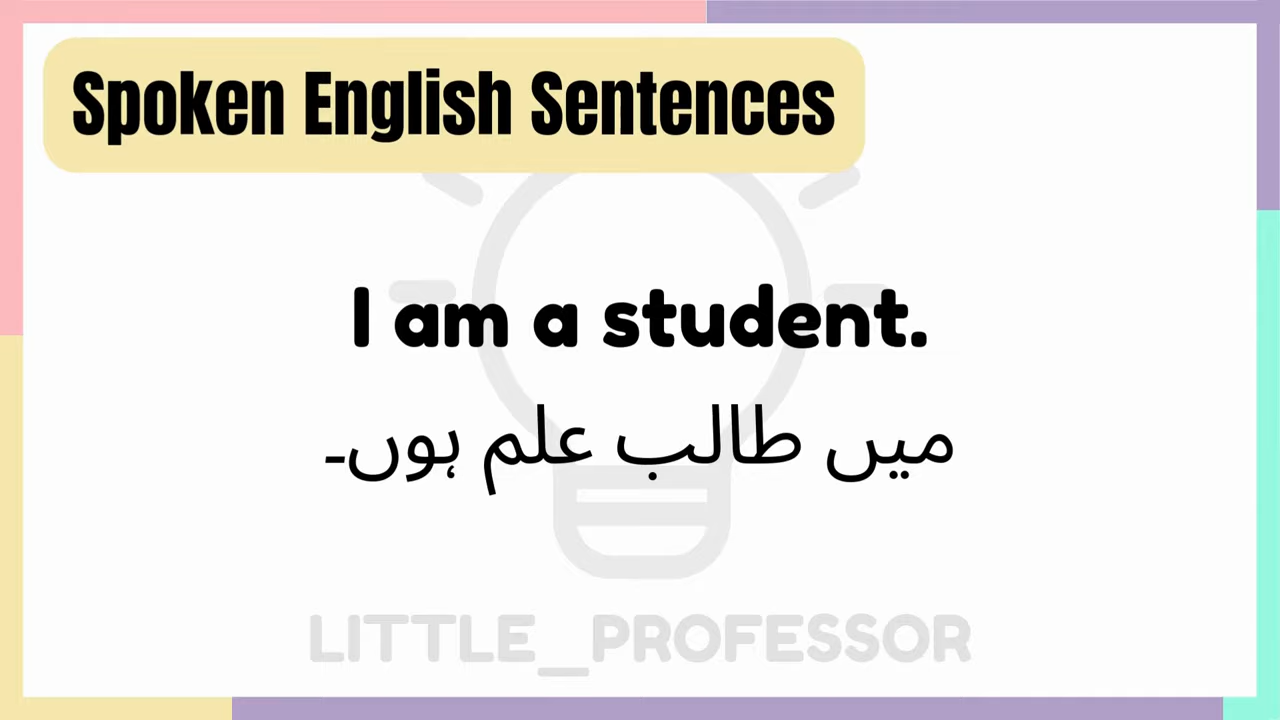 Spoken English Sentences
I am a student.
میں طالب علم ہوں۔
LITTLE_PROFESSOR